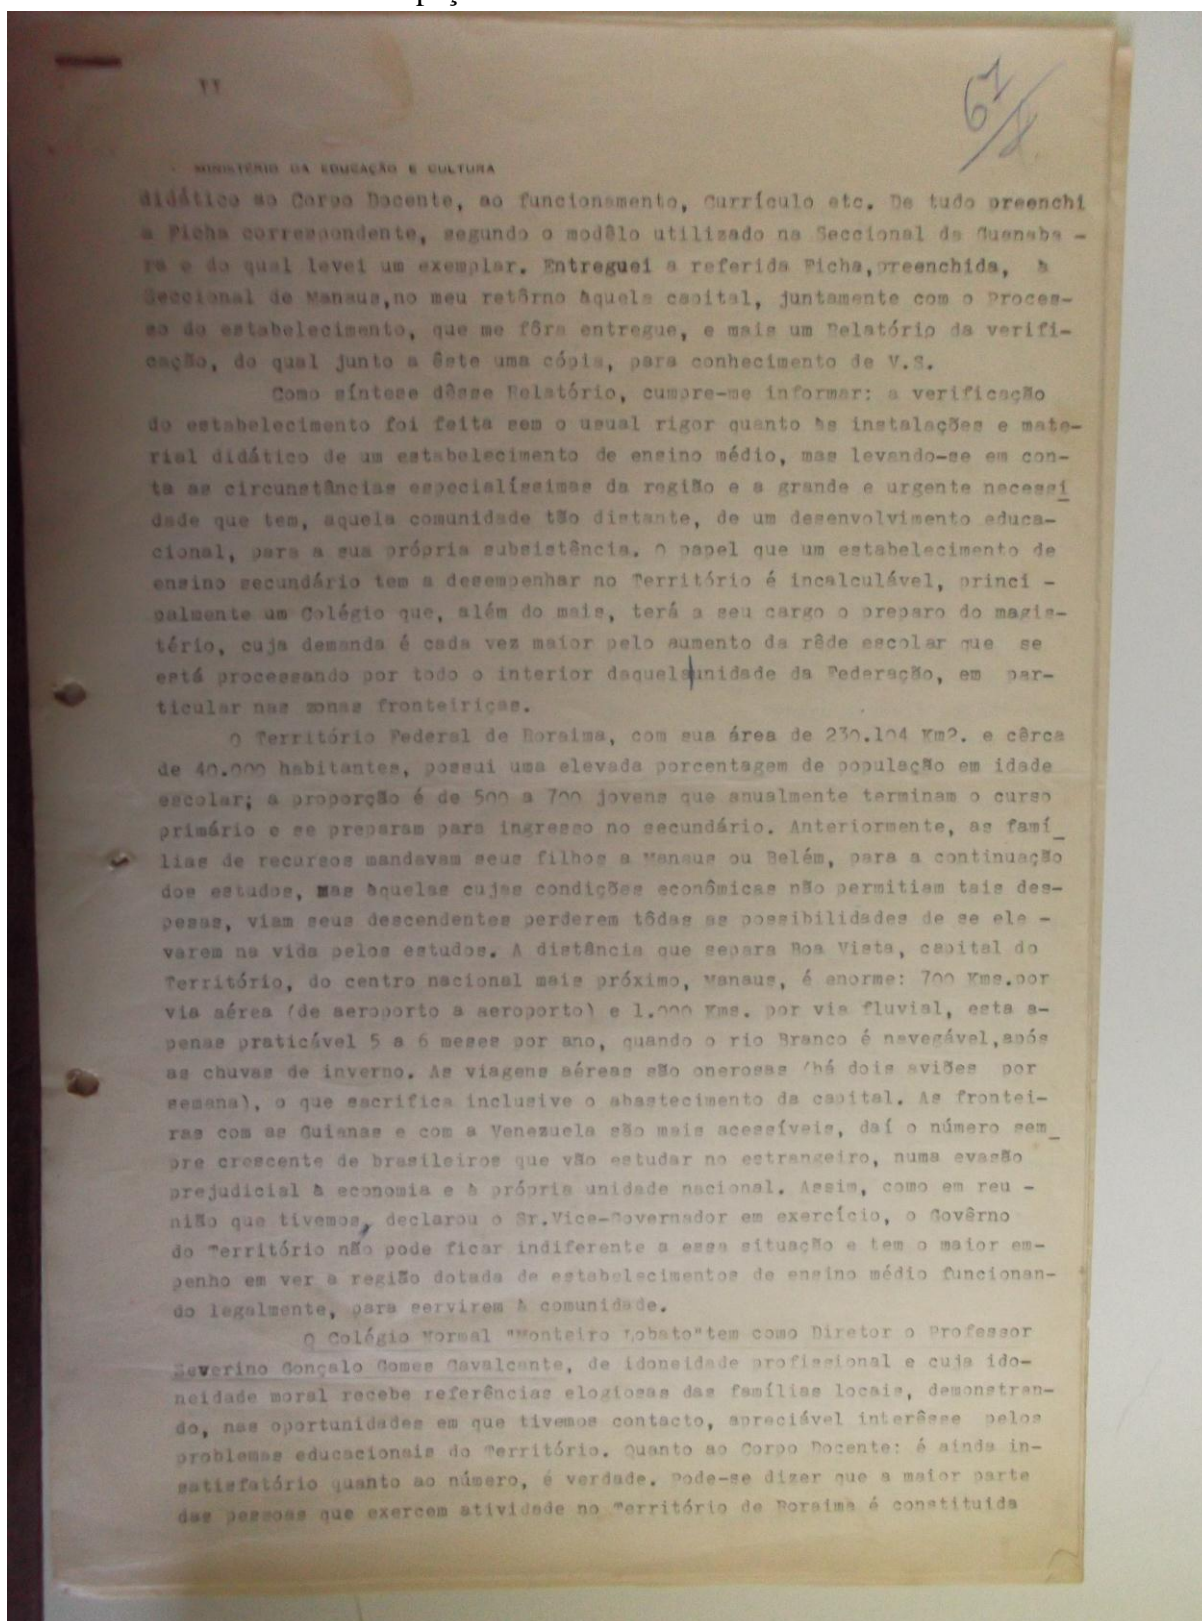 11
MINISTÉRIO DA EDUCAÇÃO E CULTURA
didático ao Corpo Docente, ao funcionamento, Currículo etc. De tudo preenchi
a Ficha correspondente, segundo o modêlo utilizado na Seccional da Guanaba -
ra e do qual levei um exemplar. Entreguei a referida Ficha,preenchida, à
Seccional de Manaus,no meu retôrno àquela capital, juntamente com o Proces-
so do estabelecimento, que me fôra entregue, e mais um Relatório da verifi-
cação, do qual junto a êste uma cópia, para conhecimento de V.S.
Como síntese dêsse Relatório, cumpre-me informar: a verificação
do estabelecimento foi feita sem o usual rigor quanto às instalações e mate-
rial didático de um estabelecimento de ensino médio, mas levando-se em con-
ta as circunstâncias especialíssimas da região e a grande e urgente necessi
dade que tem, aquela comunidade tão distante, de um desenvolvimento educa-
cional, para a sua própria subsistência. O papel que um estabelecimento de
ensino secundário tem a desempenhar no Território é incalculável, princi -
palmente um Colégio que, além do mais, terá a seu cargo o preparo do magis-
tério, cuja demanda é cada vez maior pelo aumento da rêde escolar que se
está processando por todo o interior daquela|unidade da Federação, em par-
ticular nas zonas fronteiriças.
O Território Federal de Roraima, com sua área de 230.104 Km2. e cêrca
de 40.000 habitantes, possui uma elevada porcentagem de população em idade
escolar; a proporção é de 500 a 700 jovens que anualmente terminam o curso
primário e se preparam para ingresso no secundário. Anteriormente, as famí_
lias de recursos mandavam seus filhos a Manaus ou Belém, para a continuação
dos estudos, mas àquelas cujas condições econômicas não permitiam tais des-
pesas, viam seus descendentes perderem tôdas as possibilidades de se ele -
varem na vida pelos estudos. A distância que separa Boa Vista, capital do
Território, do centro nacional mais próximo, Manaus, é enorme: 700 Kms.por
via aérea (de aeroporto a aeroporto) e 1.000 Kms. por via fluvial, esta a-
penas praticável 5 a 6 meses por ano, quando o rio Branco é navegável,após
as chuvas de inverno. As viagens aéreas são onerosas (há dois aviões por
semana), o que sacrifica inclusive o abastecimento da capital. As frontei-
ras com as Guianas e com a Venezuela são mais acessíveis, daí o número sem_
pre crescente de brasileiros que vão estudar no estrangeiro, numa evasão
prejudicial à economia e à própria unidade nacional. Assim, como em reu -
nião que tivemos, declarou o Sr.Vice-Governador em exercício, o Govêrno
do Território não pode ficar indiferente a essa situação e tem o maior em-
penho em ver a região dotada de estabelecimentos de ensino médio funcionan-
do legalmente, para servirem à comunidade.
O Colégio Normal "Monteiro Lobato"tem como Diretor o Professor
Severino Gonçalo Gomes Cavalcante, de idoneidade profissional e cuja ido-
neidade moral recebe referências elogiosas das famílias locais, demonstran-
do, nas oportunidades em que tivemos contacto, apreciável interêsse pelos
problemas educacionais do Território. Quanto ao Corpo Docente: é ainda in-
satisfatório quanto ao número, é verdade. Pode-se dizer que a maior parte
das pessoas que exercem atividade no Território de Roraima é constituida